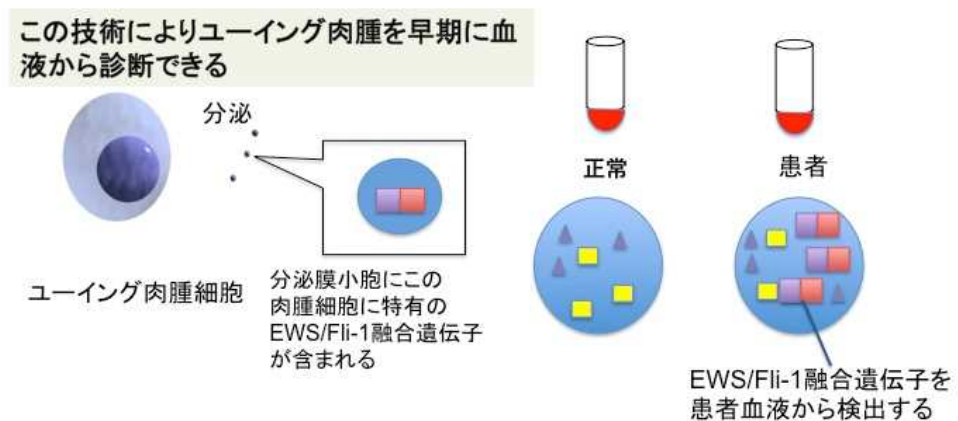 この技術によりユーイング肉腫を早期に血
液から診断できる
分泌
ユーイング肉腫細胞
分泌膜小胞にこの
肉腫細胞に特有の
EWS/Fli-1融合遺伝子
が含まれる
正常
患者
EWS/Fli-1融合遺伝子を
患者血液から検出する